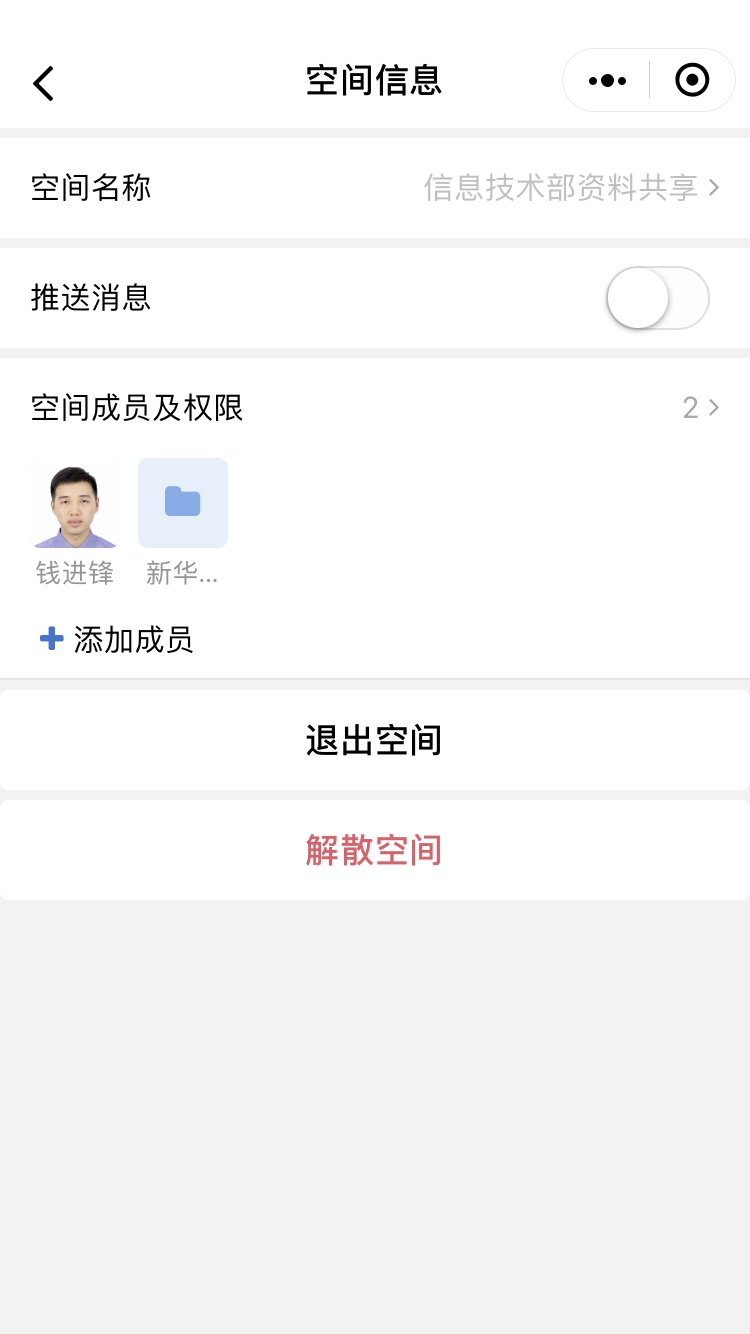 空间信息
空间名称 信息技术部资料共享
推送消息
空间成员及权限 2
钱进锋 新华...
添加成员
退出空间
解散空间